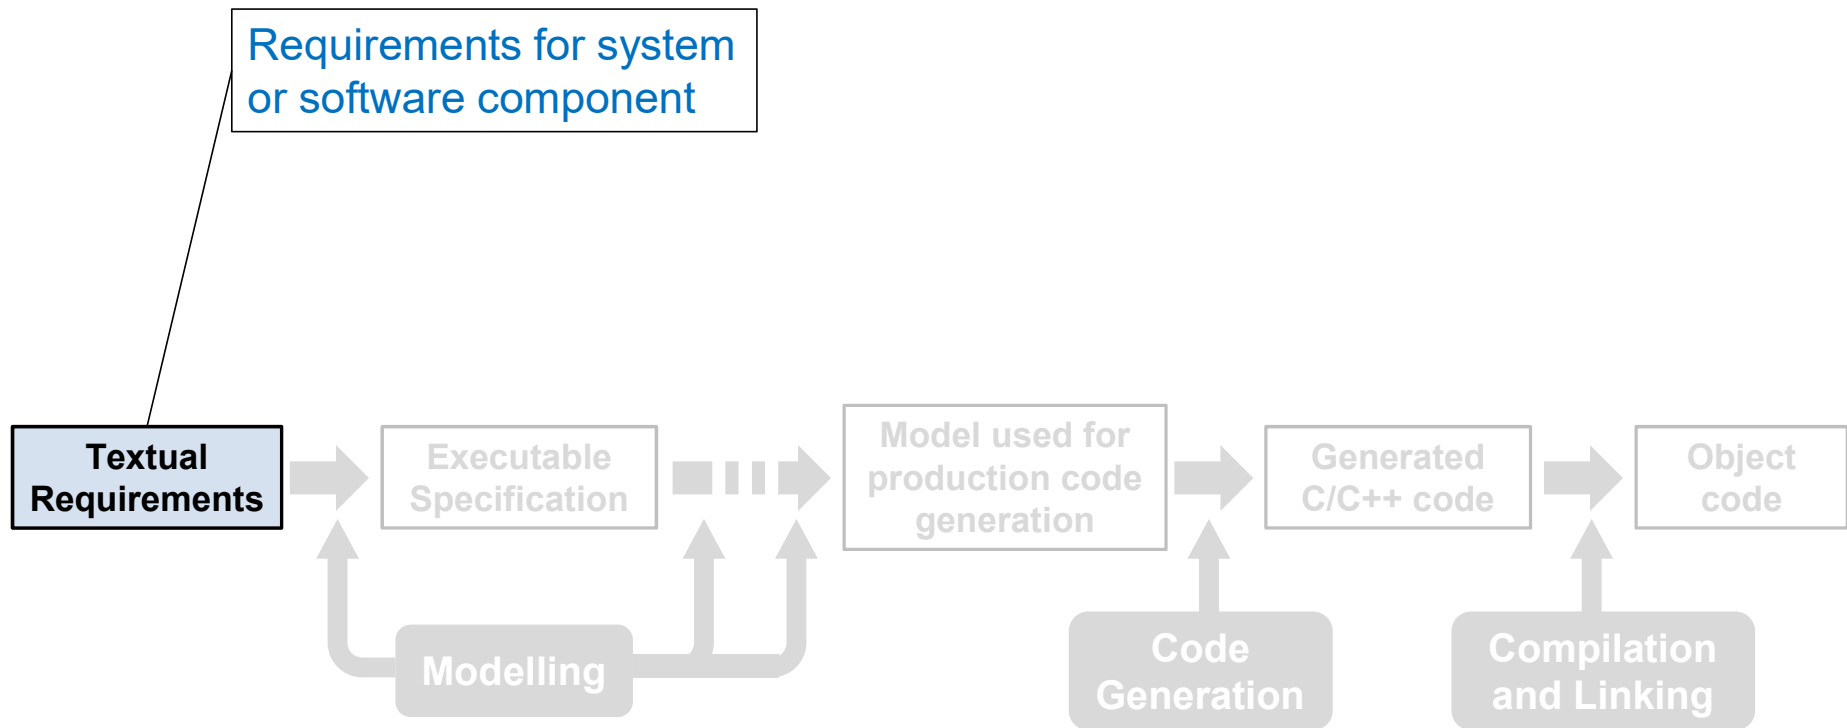 Requirements for system
or software component
Textual
Requirements
Executable
Specification
Model used for
production code
generation
Generated
C/C++ code
Object
code
Modelling
Code
Generation
Compilation
and Linking